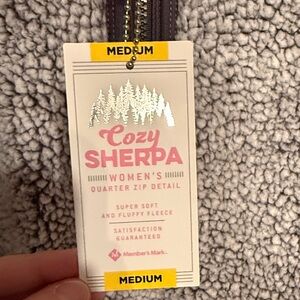 MEDIUM
Cozy
SHERPA
WOMEN'S
QUARTER ZIP DETAIL
SUPER SOFT
AND FLUFFY FLEECE
SATISFACTION
GUARANTEED
Member's Mark
MEDIUM